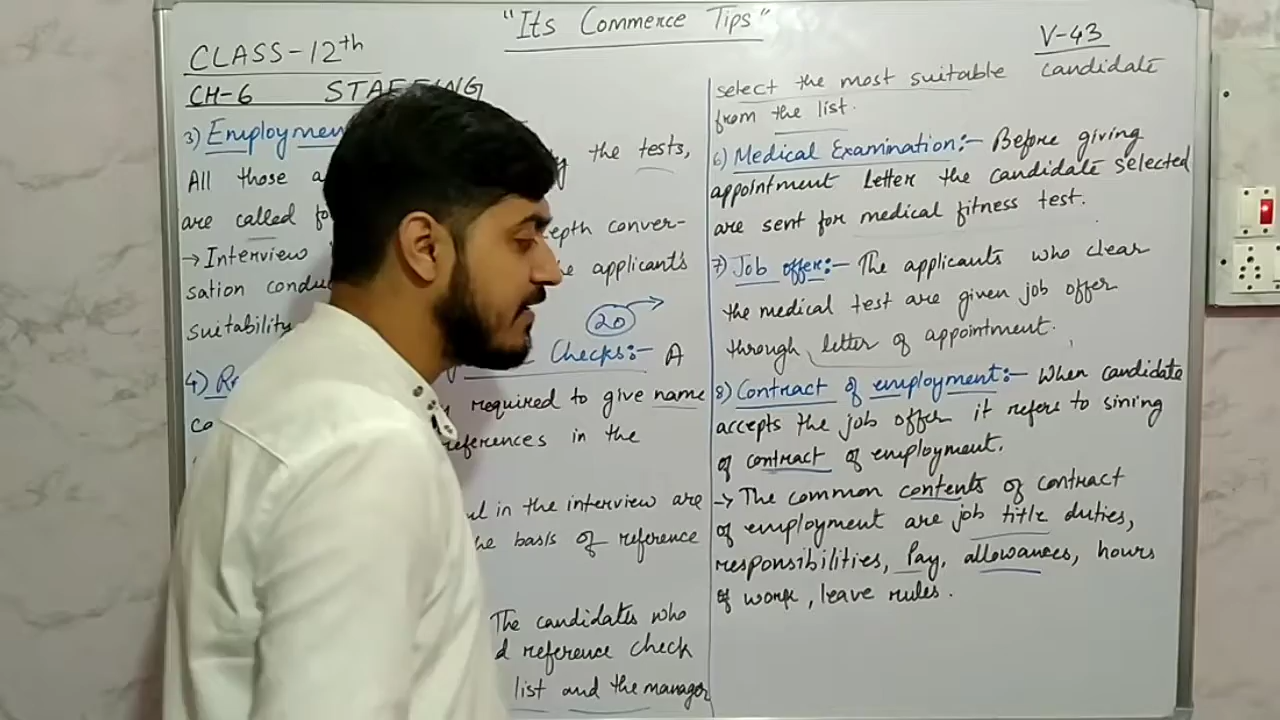 "Its Commerce Tips"
V-43
CLASS-12th
CH-6 STAFFING
3) Employmen
the tests,
All those
are called fo
epth conver-
→ Interview
applicant's
sation condu
suitability
20
4)
Checks:- A
required to give name
references in the
in the interview are
basis of reference
The candidates who
reference check
list and the manager
select the most suitable candidate
from the list.
6) Medical Examination:- Before giving
appointment Letter the candidate selected
are sent for medical fitness test.
7) Job offer:- The applicants who clear
the medical test are given job offer
through letter of appointment.
8) Contract of employment:- When candidate
accepts the job offer it refers to sining
of contract of employment.
→ The common contents of contract
of employment are job title duties,
responsibilities, Pay, allowances, hours
of work, leave rules.